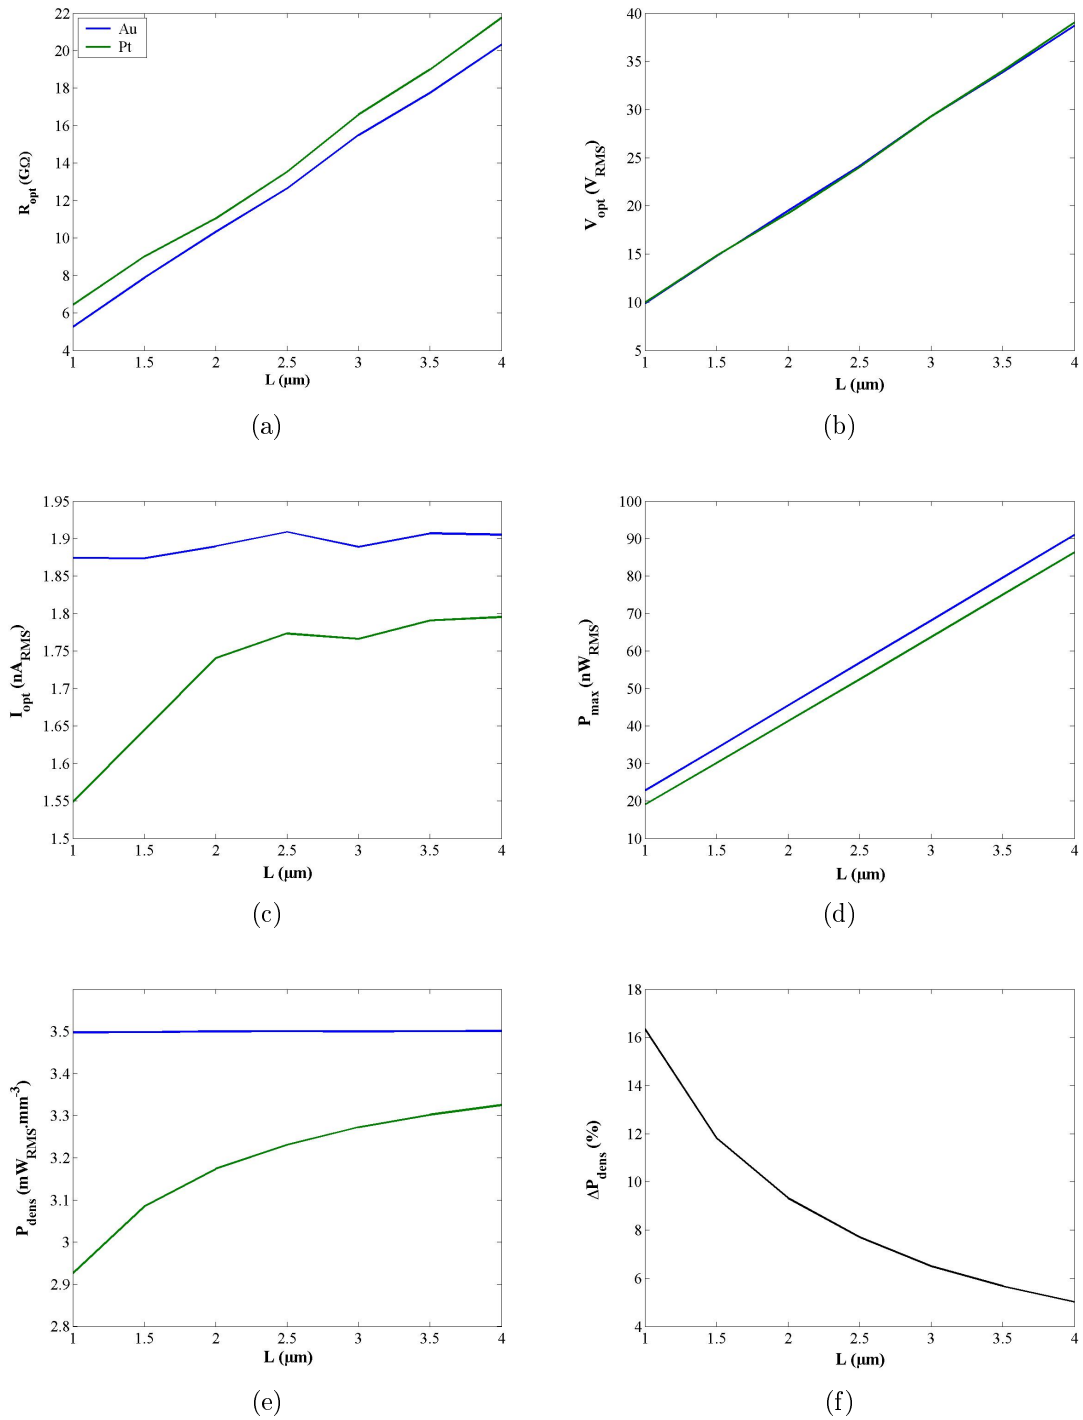 22
20
18
16
14
12
10
8
6
4
Au
Pt
R_opt (GΩ)
1 1.5 2 2.5 3 3.5 4
L (μm)
(a)
40
35
30
25
20
15
10
5
V_opt (V_RMS)
1 1.5 2 2.5 3 3.5 4
L (μm)
(b)
1.95
1.9
1.85
1.8
1.75
1.7
1.65
1.6
1.55
1.5
I_opt (nA_RMS)
1 1.5 2 2.5 3 3.5 4
L (μm)
(c)
100
90
80
70
60
50
40
30
20
10
P_max (nW_RMS)
1 1.5 2 2.5 3 3.5 4
L (μm)
(d)
3.5
3.4
3.3
3.2
3.1
3
2.9
2.8
P_dens (mW_RMS.mm^-3)
1 1.5 2 2.5 3 3.5 4
L (μm)
(e)
18
16
14
12
10
8
6
4
ΔP_dens (%)
1 1.5 2 2.5 3 3.5 4
L (μm)
(f)